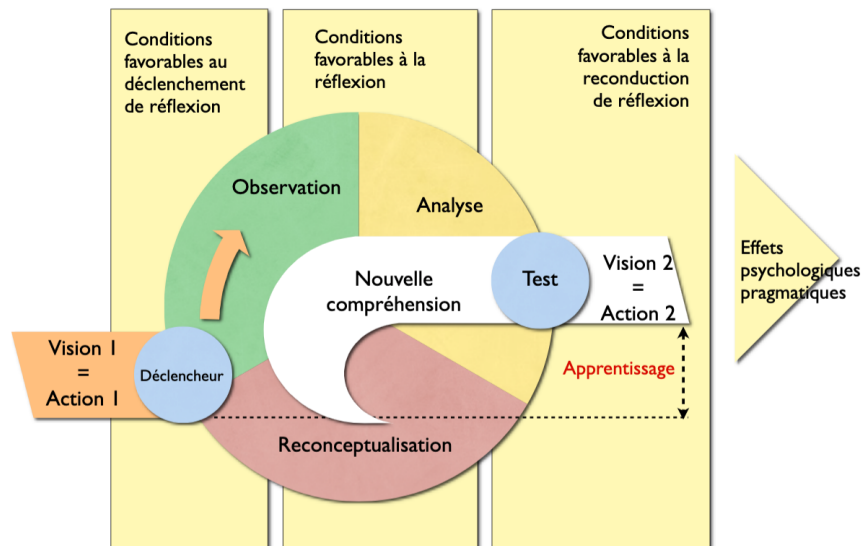 Conditions
favorables au
déclenchement
de réflexion
Conditions
favorables à la
réflexion
Conditions
favorables à la
reconduction
de réflexion
Observation
Analyse
Nouvelle
compréhension
Test
Vision 2
=
Action 2
Effets
psychologiques
pragmatiques
Vision 1
=
Action 1
Déclencheur
Apprentissage
Reconceptualisation